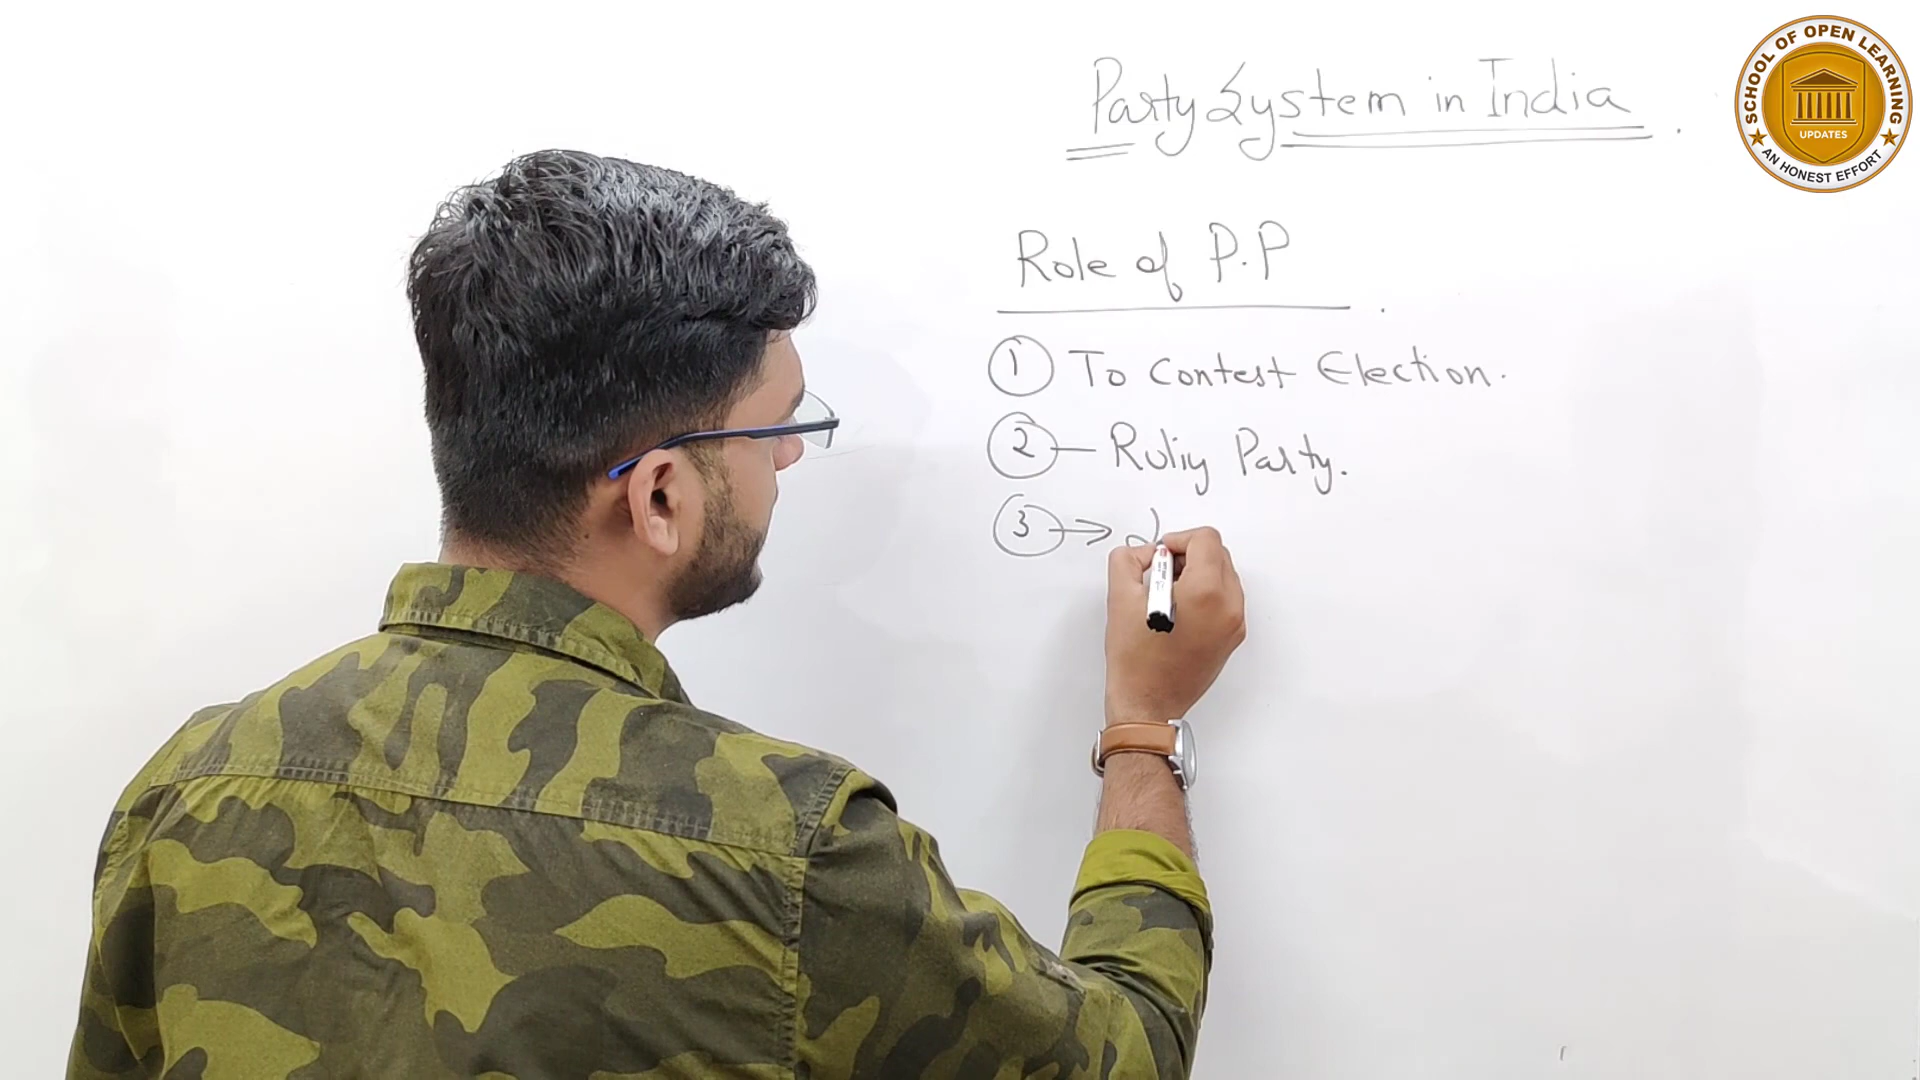 Party System in India
Role of P.P
1 To Contest Election.
2 - Ruling Party.
3 → d
SCHOOL OF OPEN LEARNING
UPDATES
AN HONEST EFFORT